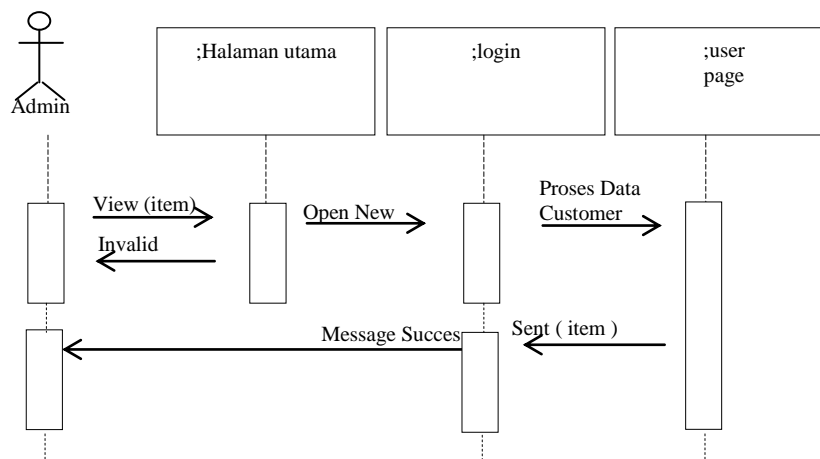 ;Halaman utama
;login
;user
page
Admin
View (item)
Open New
Proses Data
Customer
Invalid
Message Succes
Sent ( item )